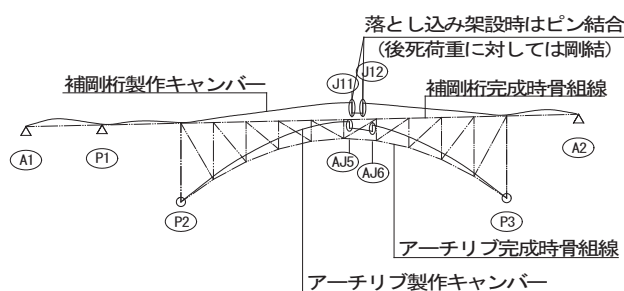 落とし込み架設時はピン結合
(後死荷重に対しては剛結)
J11
J12
補剛桁製作キャンバー
補剛桁完成時骨組線
A1
P1
A2
AJ5
AJ6
P2
P3
アーチリブ完成時骨組線
アーチリブ製作キャンバー